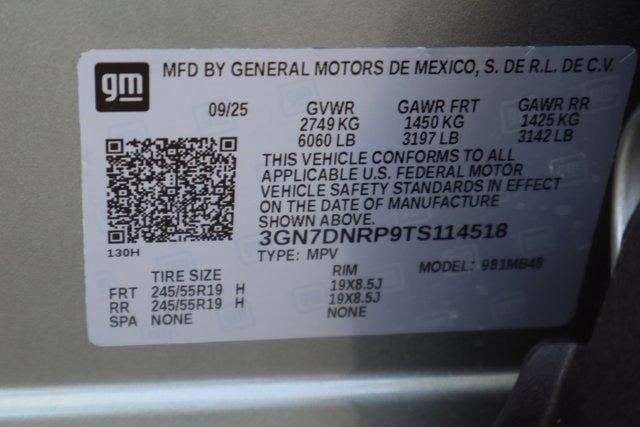 gm
MFD BY GENERAL MOTORS DE MEXICO, S. DE R.L. DE C.V.
09/25 GVWR GAWR FRT GAWR RR
2749 KG 1450 KG 1425 KG
6060 LB 3197 LB 3142 LB
THIS VEHICLE CONFORMS TO ALL
APPLICABLE U.S. FEDERAL MOTOR
VEHICLE SAFETY STANDARDS IN EFFECT
ON THE DATE OF MANUFACTURE
SHOWN ABOVE.
3GN7DNRP9TS114518
130H
TYPE: MPV MODEL: 981MB48
TIRE SIZE RIM
FRT 245/55R19 H 19X8.5J
RR 245/55R19 H 19X8.5J
SPA NONE NONE